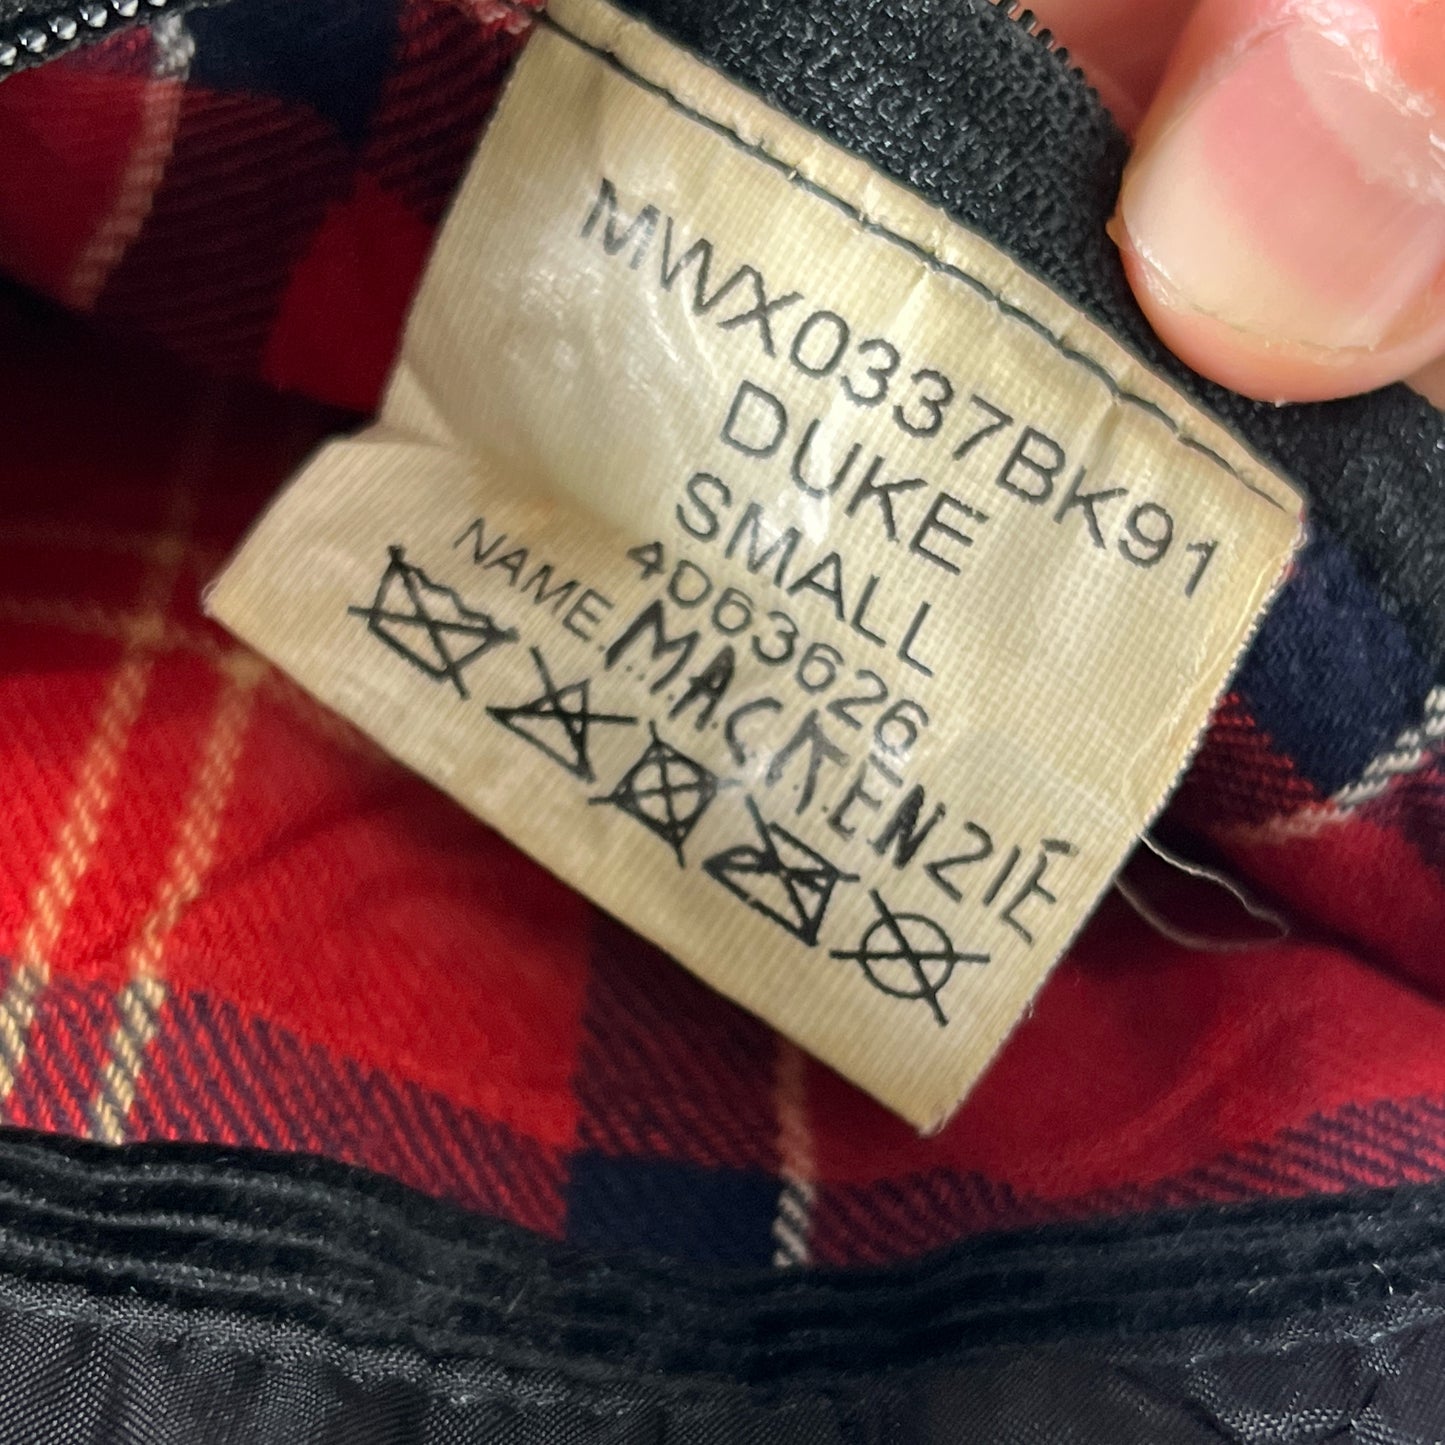 MWX0337BK91
DUKE
SMALL
4063626
NAME MACKENZIE